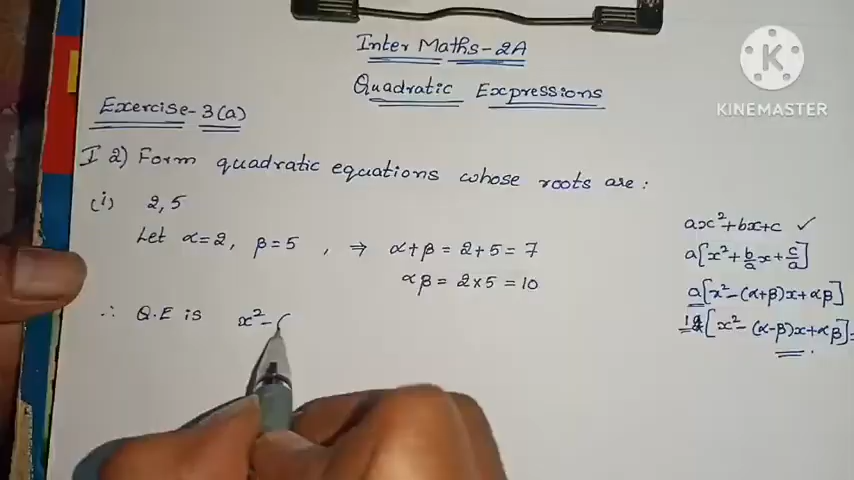 Inter Maths-2A
Quadratic Expressions
KINEMASTER
Exercise-3(a)
I 2) Form quadratic equations whose roots are:
(i) 2,5
Let α=2, β=5, ⇒ α+β = 2+5 = 7
αβ = 2×5 = 10
∴ Q.E is x²-(
ax²+bx+c ✓
a[x²+b/a x+c/a]
a[x²-(α+β)x+αβ]
[x²-(α-β)x+αβ]=